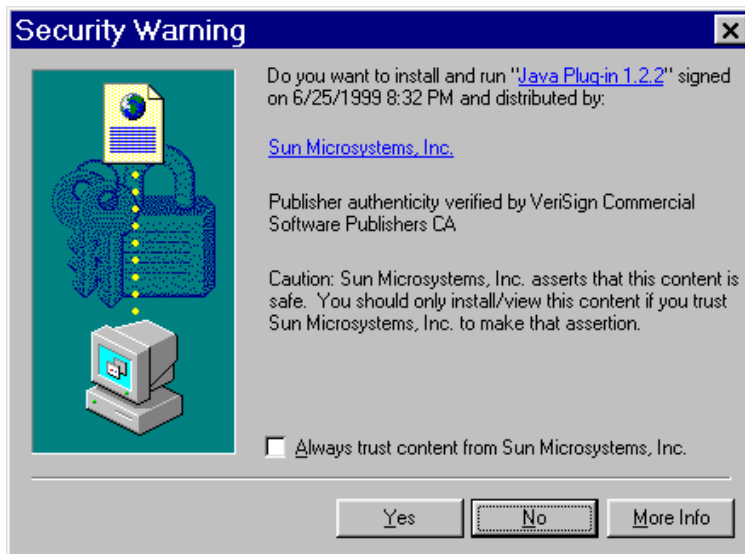 Security Warning
Do you want to install and run "Java Plug-in 1.2.2" signed
on 6/25/1999 8:32 PM and distributed by:
Sun Microsystems, Inc.
Publisher authenticity verified by VeriSign Commercial
Software Publishers CA
Caution: Sun Microsystems, Inc. asserts that this content is
safe.  You should only install/view this content if you trust
Sun Microsystems, Inc. to make that assertion.
Always trust content from Sun Microsystems, Inc.
Yes No More Info